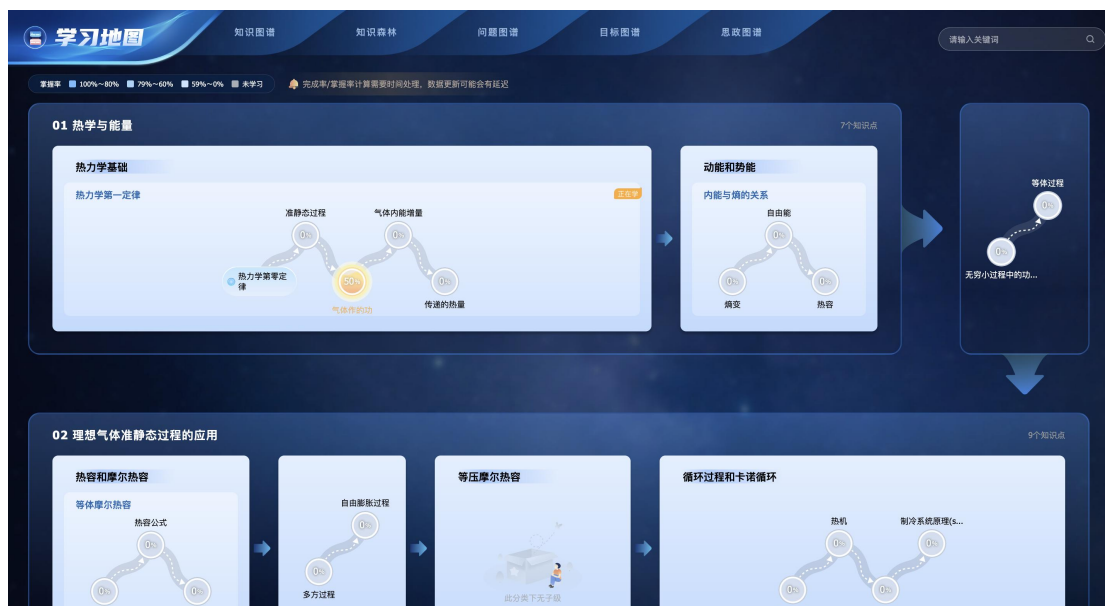 学习地图
知识图谱
知识森林
问题图谱
目标图谱
思政图谱
请输入关键词
掌握率 100%~80% 79%~60% 59%~0% 未学习
完成率/掌握率计算需要时间处理，数据更新可能会有延迟
01 热学与能量
7个知识点
热力学基础
热力学第一定律
正在学
准静态过程
0%
气体内能增量
0%
热力学第零定
律
50%
气体作的功
0%
传递的热量
动能和势能
内能与熵的关系
自由能
0%
0%
熵变
0%
热容
等体过程
0%
0%
无穷小过程中的功...
02 理想气体准静态过程的应用
9个知识点
热容和摩尔热容
等体摩尔热容
热容公式
0%
0%
0%
自由膨胀过程
0%
0%
多方过程
等压摩尔热容
此分类下无子级
循环过程和卡诺循环
热机
0%
制冷系统原理(s...
0%
0%
0%